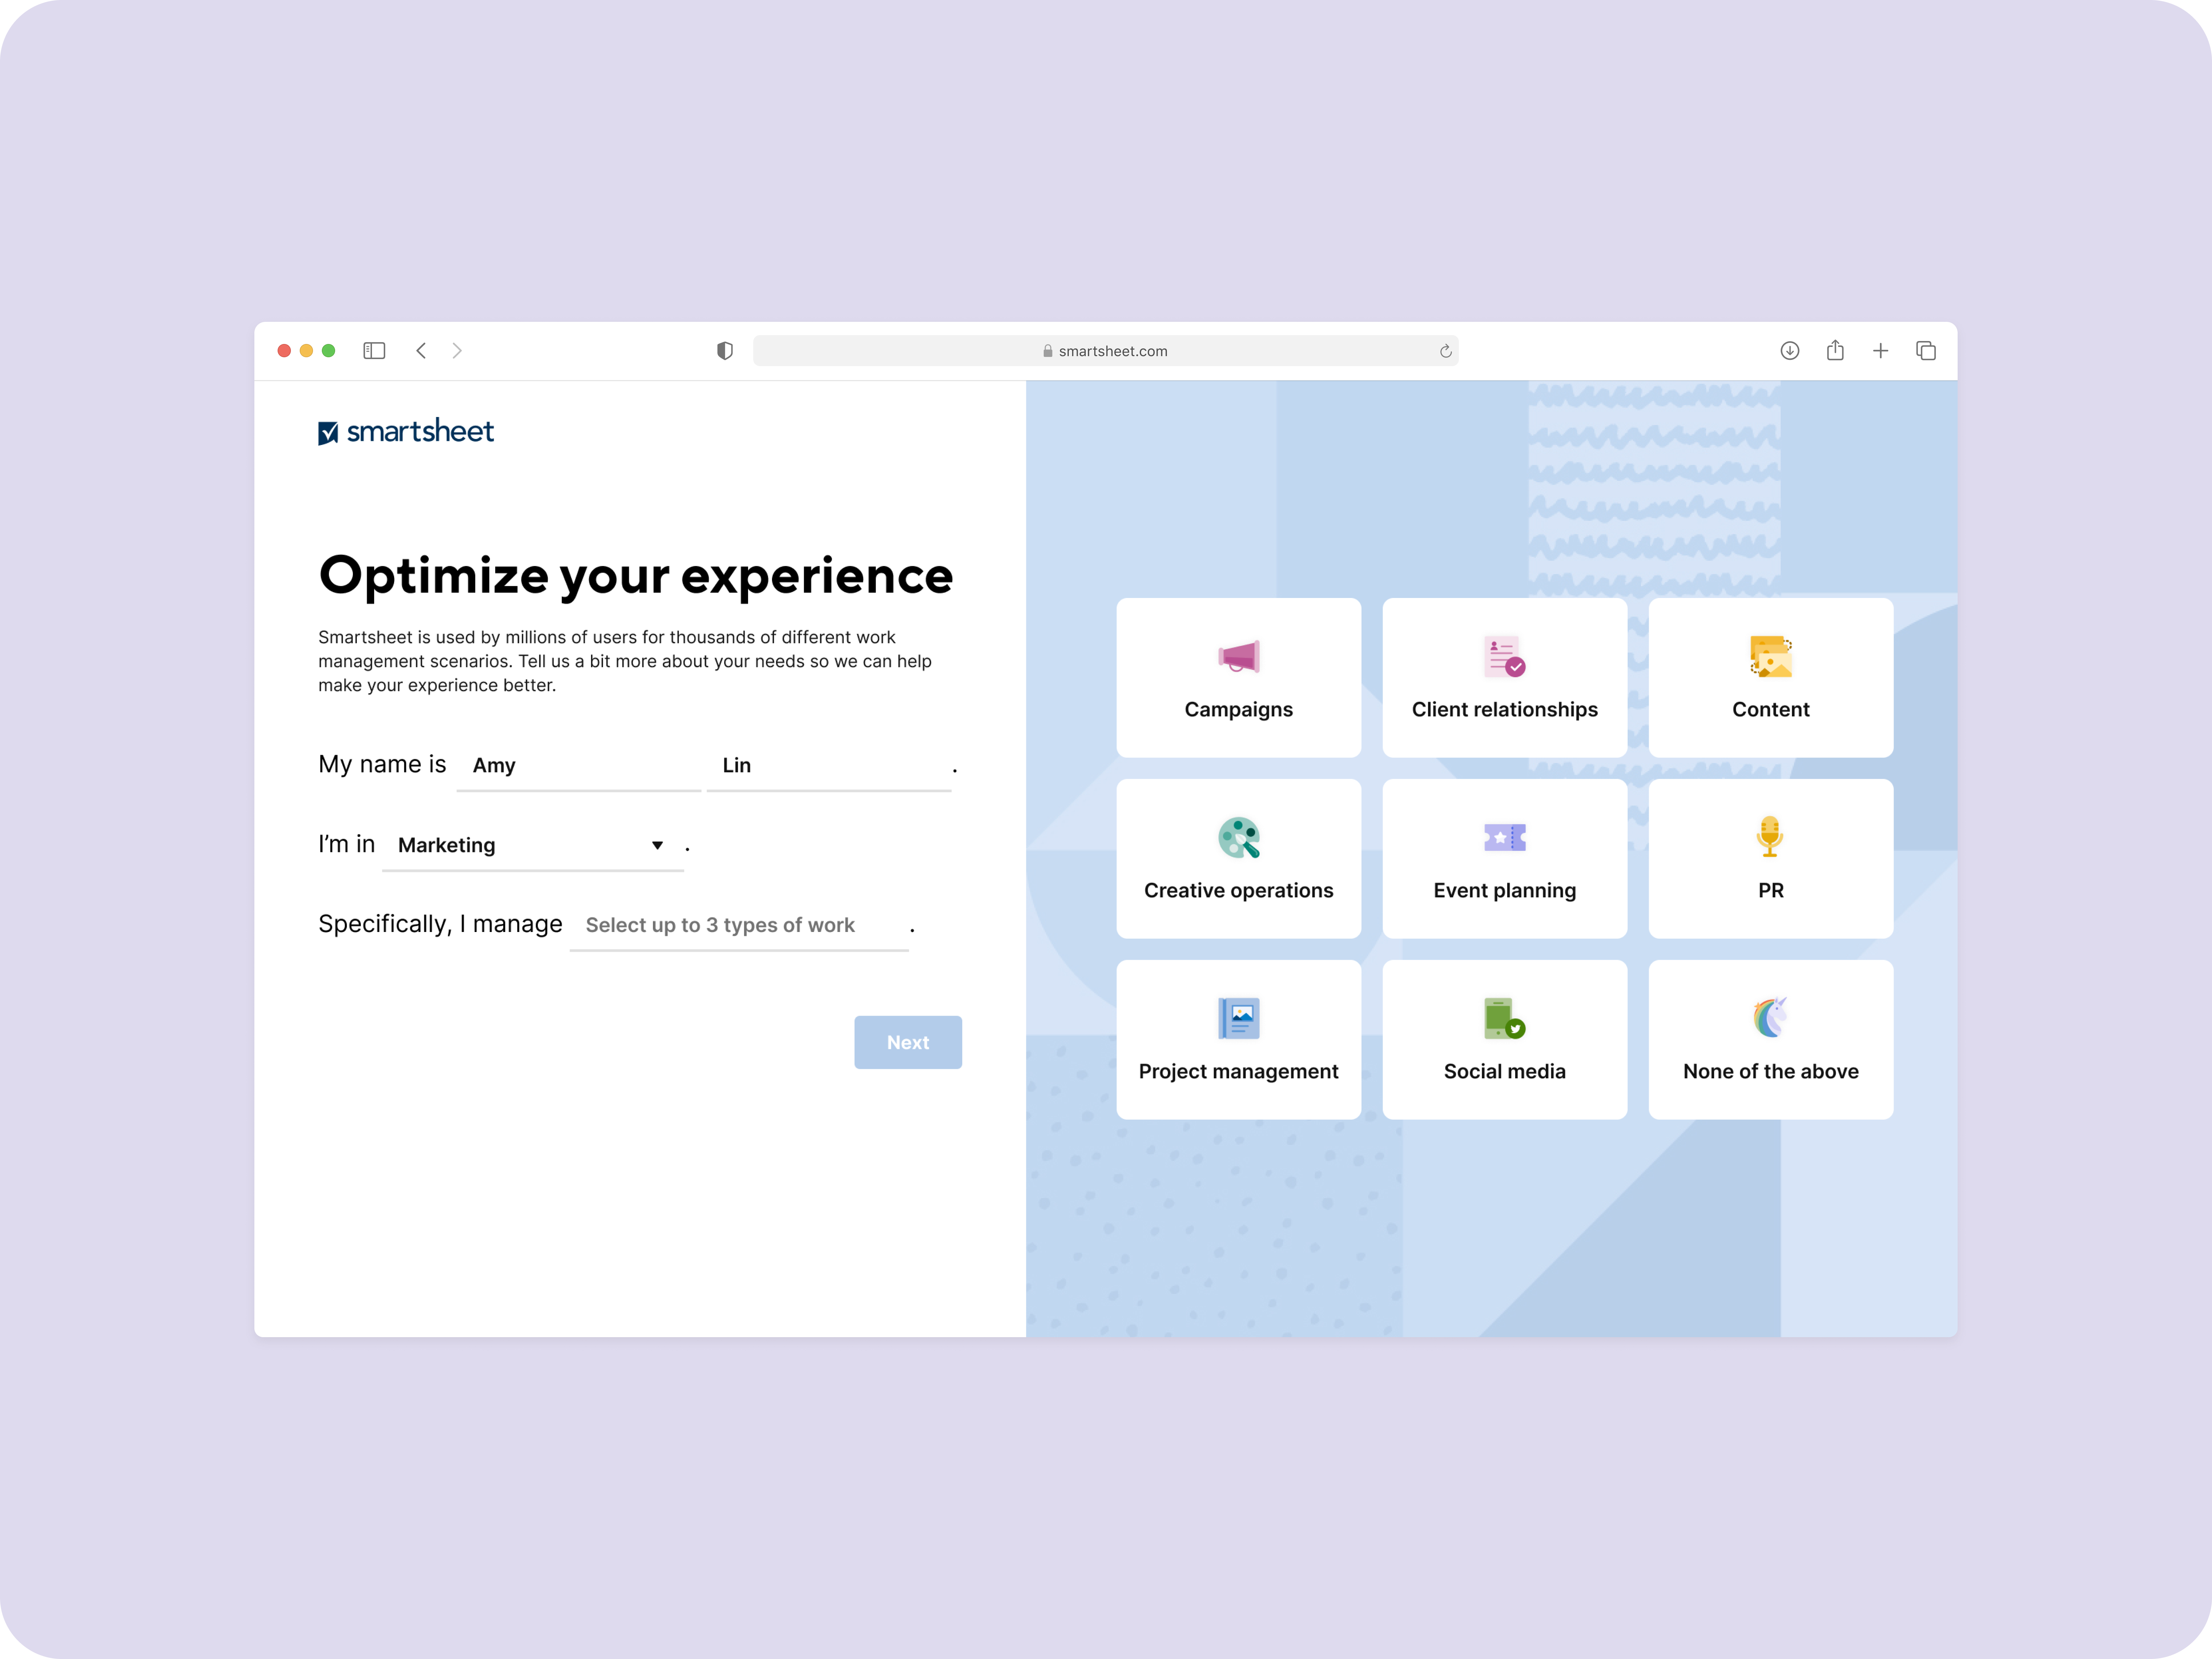 smartsheet.com
smartsheet
Optimize your experience
Smartsheet is used by millions of users for thousands of different work
management scenarios. Tell us a bit more about your needs so we can help
make your experience better.
My name is Amy Lin .
I’m in Marketing .
Specifically, I manage Select up to 3 types of work .
Next
Campaigns
Client relationships
Content
Creative operations
Event planning
PR
Project management
Social media
None of the above